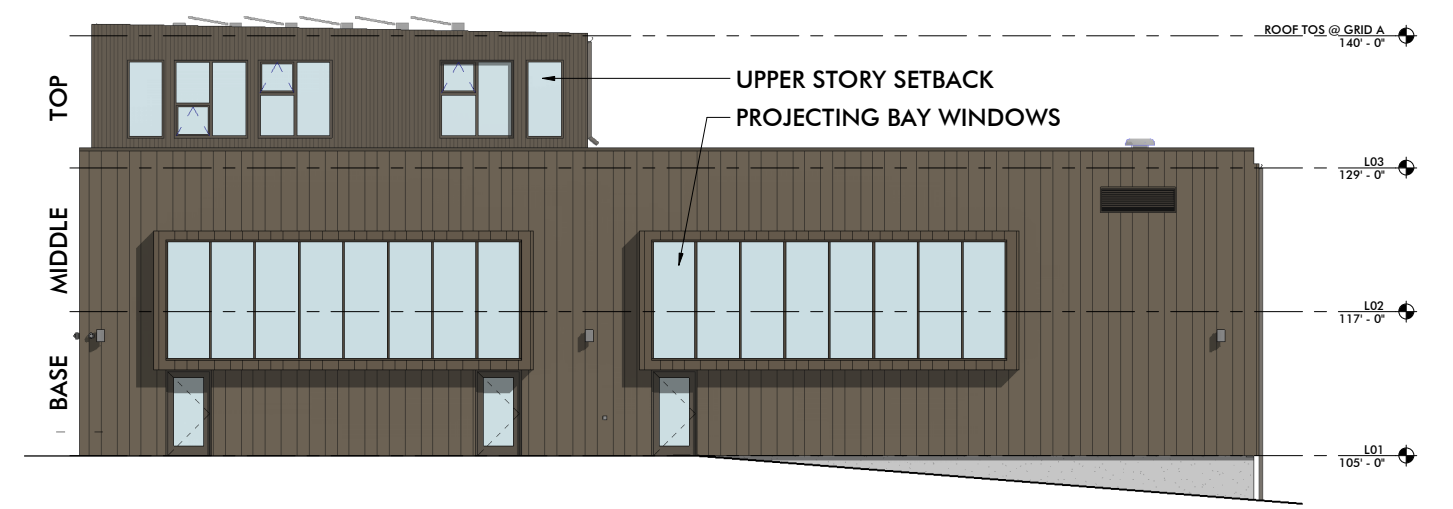 ROOF TOS @ GRID A
140' - 0"
TOP
UPPER STORY SETBACK
PROJECTING BAY WINDOWS
L03
129' - 0"
MIDDLE
L02
117' - 0"
BASE
L01
105' - 0"